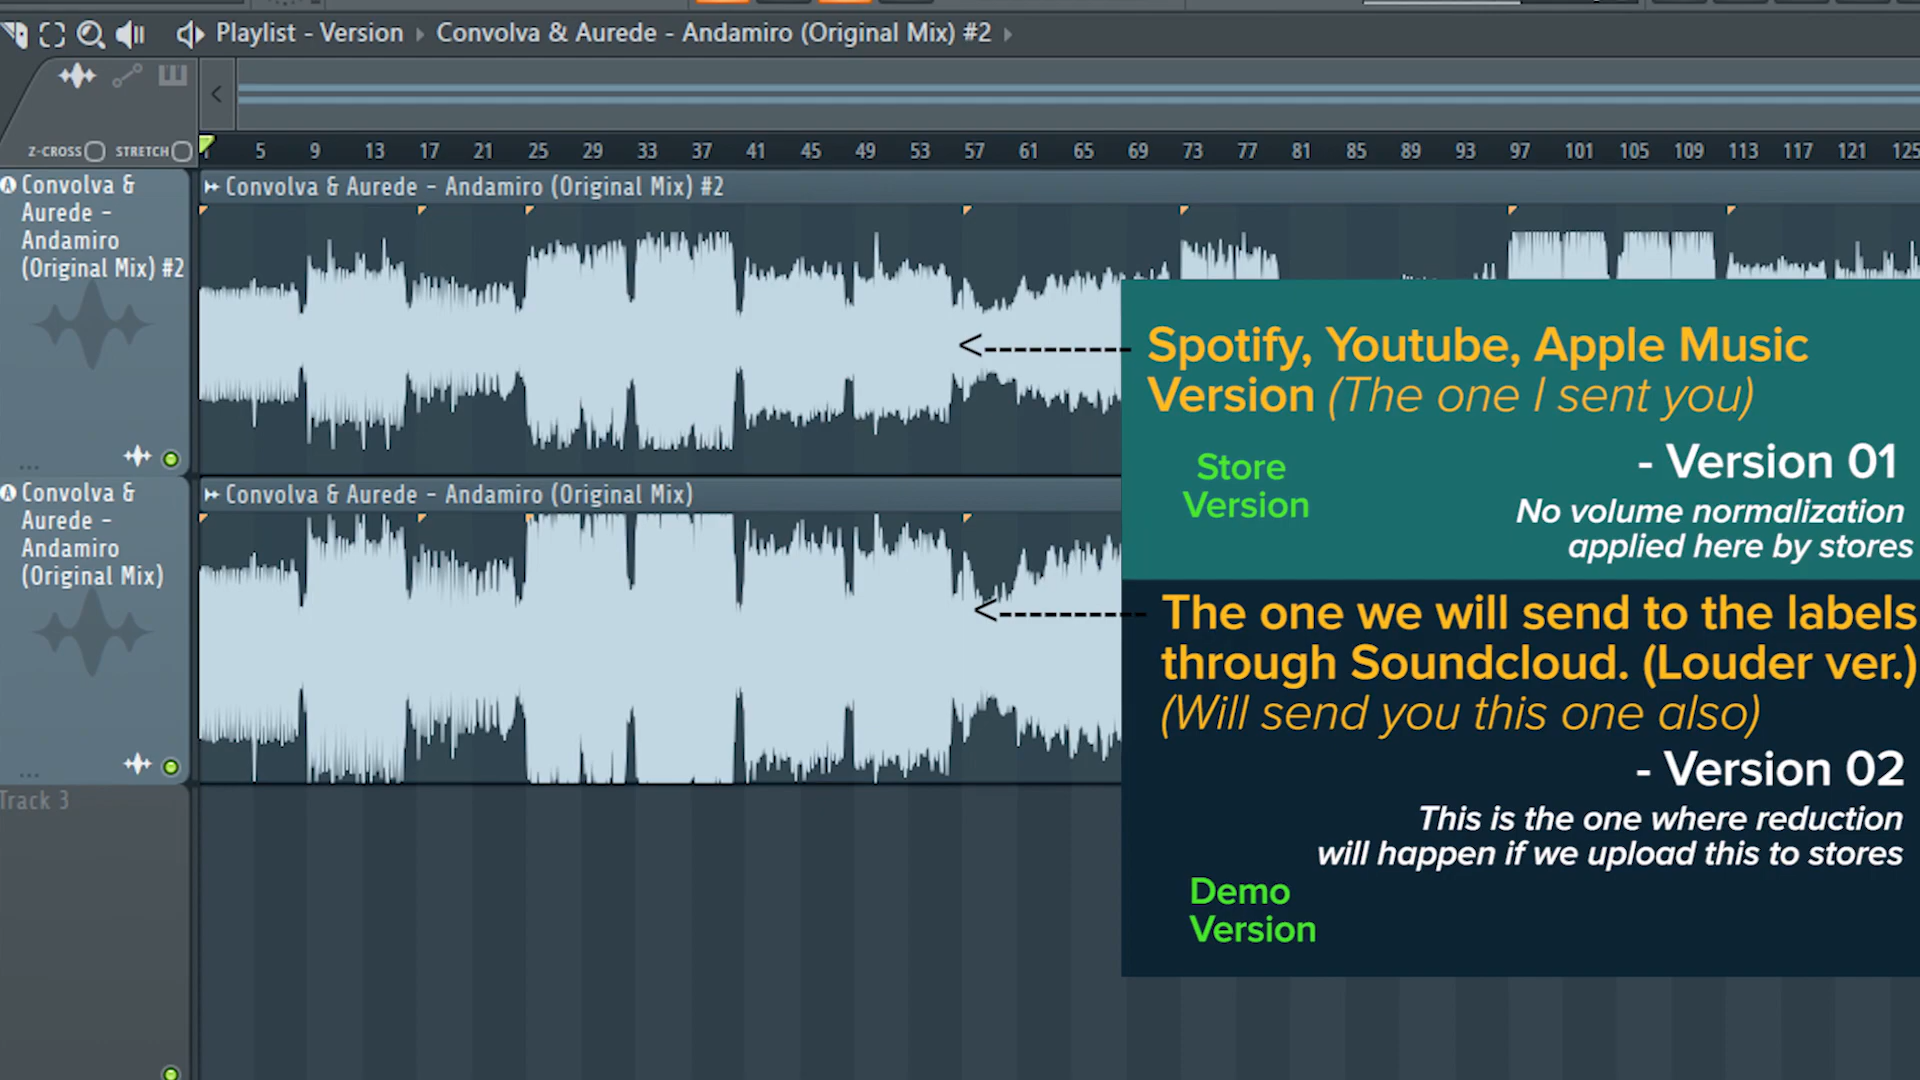 Playlist - Version › Convolva & Aurede - Andamiro (Original Mix) #2 ›
Z-CROSS STRETCH
1 5 9 13 17 21 25 29 33 37 41 45 49 53 57 61 65 69 73 77 81 85 89 93 97 101 105 109 113 117 121 125
Convolva &
Aurede -
Andamiro
(Original Mix) #2
Convolva & Aurede - Andamiro (Original Mix) #2
Spotify, Youtube, Apple Music
Version (The one I sent you)
Store
Version
- Version 01
No volume normalization
applied here by stores
Convolva &
Aurede -
Andamiro
(Original Mix)
Convolva & Aurede - Andamiro (Original Mix)
The one we will send to the labels
through Soundcloud. (Louder ver.)
(Will send you this one also)
- Version 02
This is the one where reduction
will happen if we upload this to stores
Demo
Version
Track 3